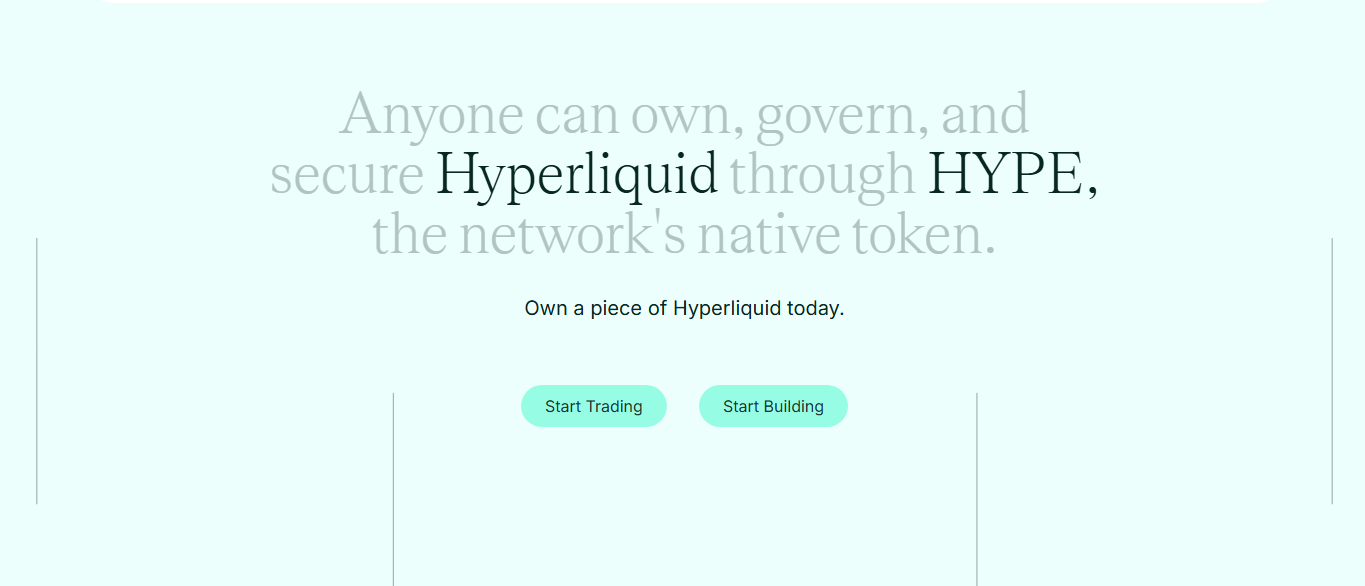 Anyone can own, govern, and
secure Hyperliquid through HYPE,
the network's native token.
Own a piece of Hyperliquid today.
Start Trading
Start Building